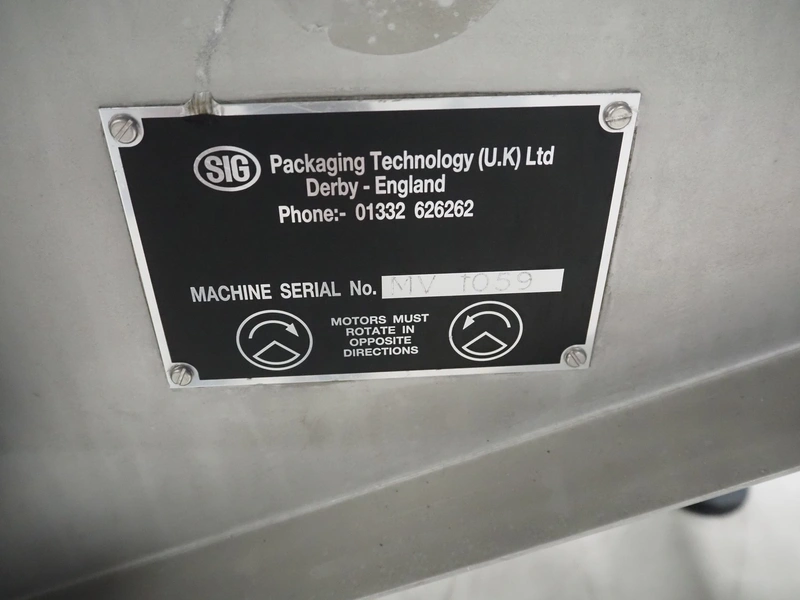 SIG Packaging Technology (U.K) Ltd
Derby - England
Phone:- 01332 626262
MACHINE SERIAL No. MV 1059
MOTORS MUST
ROTATE IN
OPPOSITE
DIRECTIONS